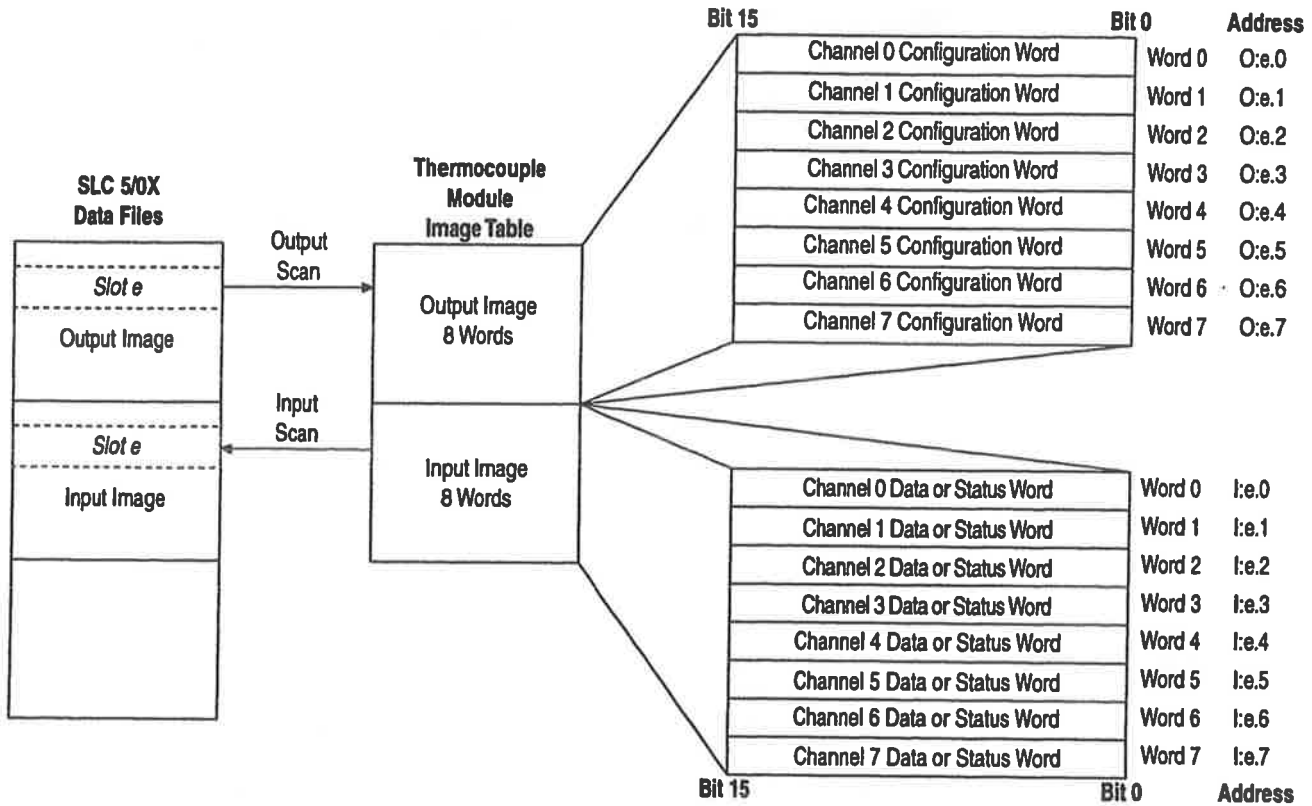 SLC 5/0X
Data Files
Slot e
Output Image
Slot e
Input Image
Output
Scan
Input
Scan
Thermocouple
Module
Image Table
Output Image
8 Words
Input Image
8 Words
Bit 15 Bit 0 Address
Channel 0 Configuration Word Word 0 O:e.0
Channel 1 Configuration Word Word 1 O:e.1
Channel 2 Configuration Word Word 2 O:e.2
Channel 3 Configuration Word Word 3 O:e.3
Channel 4 Configuration Word Word 4 O:e.4
Channel 5 Configuration Word Word 5 O:e.5
Channel 6 Configuration Word Word 6 O:e.6
Channel 7 Configuration Word Word 7 O:e.7
Channel 0 Data or Status Word Word 0 I:e.0
Channel 1 Data or Status Word Word 1 I:e.1
Channel 2 Data or Status Word Word 2 I:e.2
Channel 3 Data or Status Word Word 3 I:e.3
Channel 4 Data or Status Word Word 4 I:e.4
Channel 5 Data or Status Word Word 5 I:e.5
Channel 6 Data or Status Word Word 6 I:e.6
Channel 7 Data or Status Word Word 7 I:e.7
Bit 15 Bit 0 Address